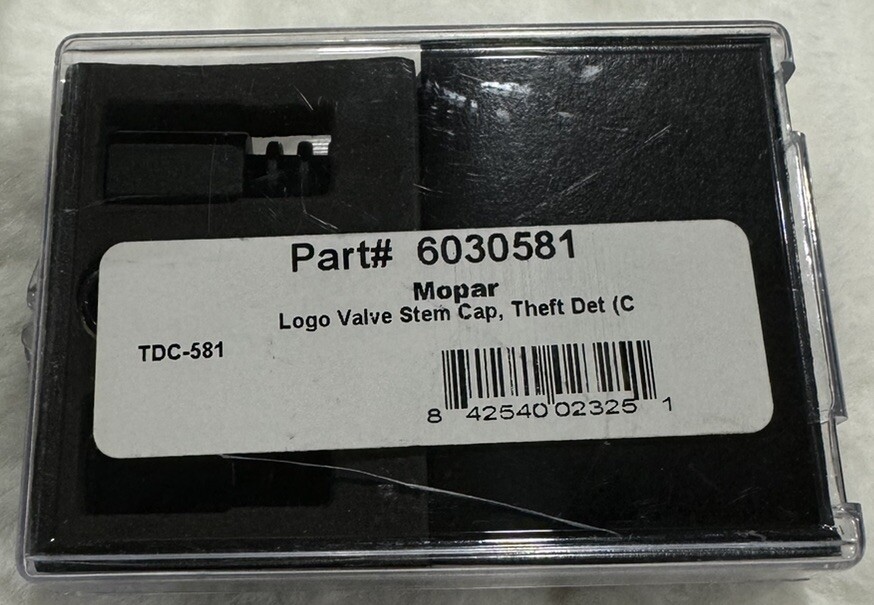 Part# 6030581
Mopar
Logo Valve Stem Cap, Theft Det (C
TDC-581
8 42540 02325 1